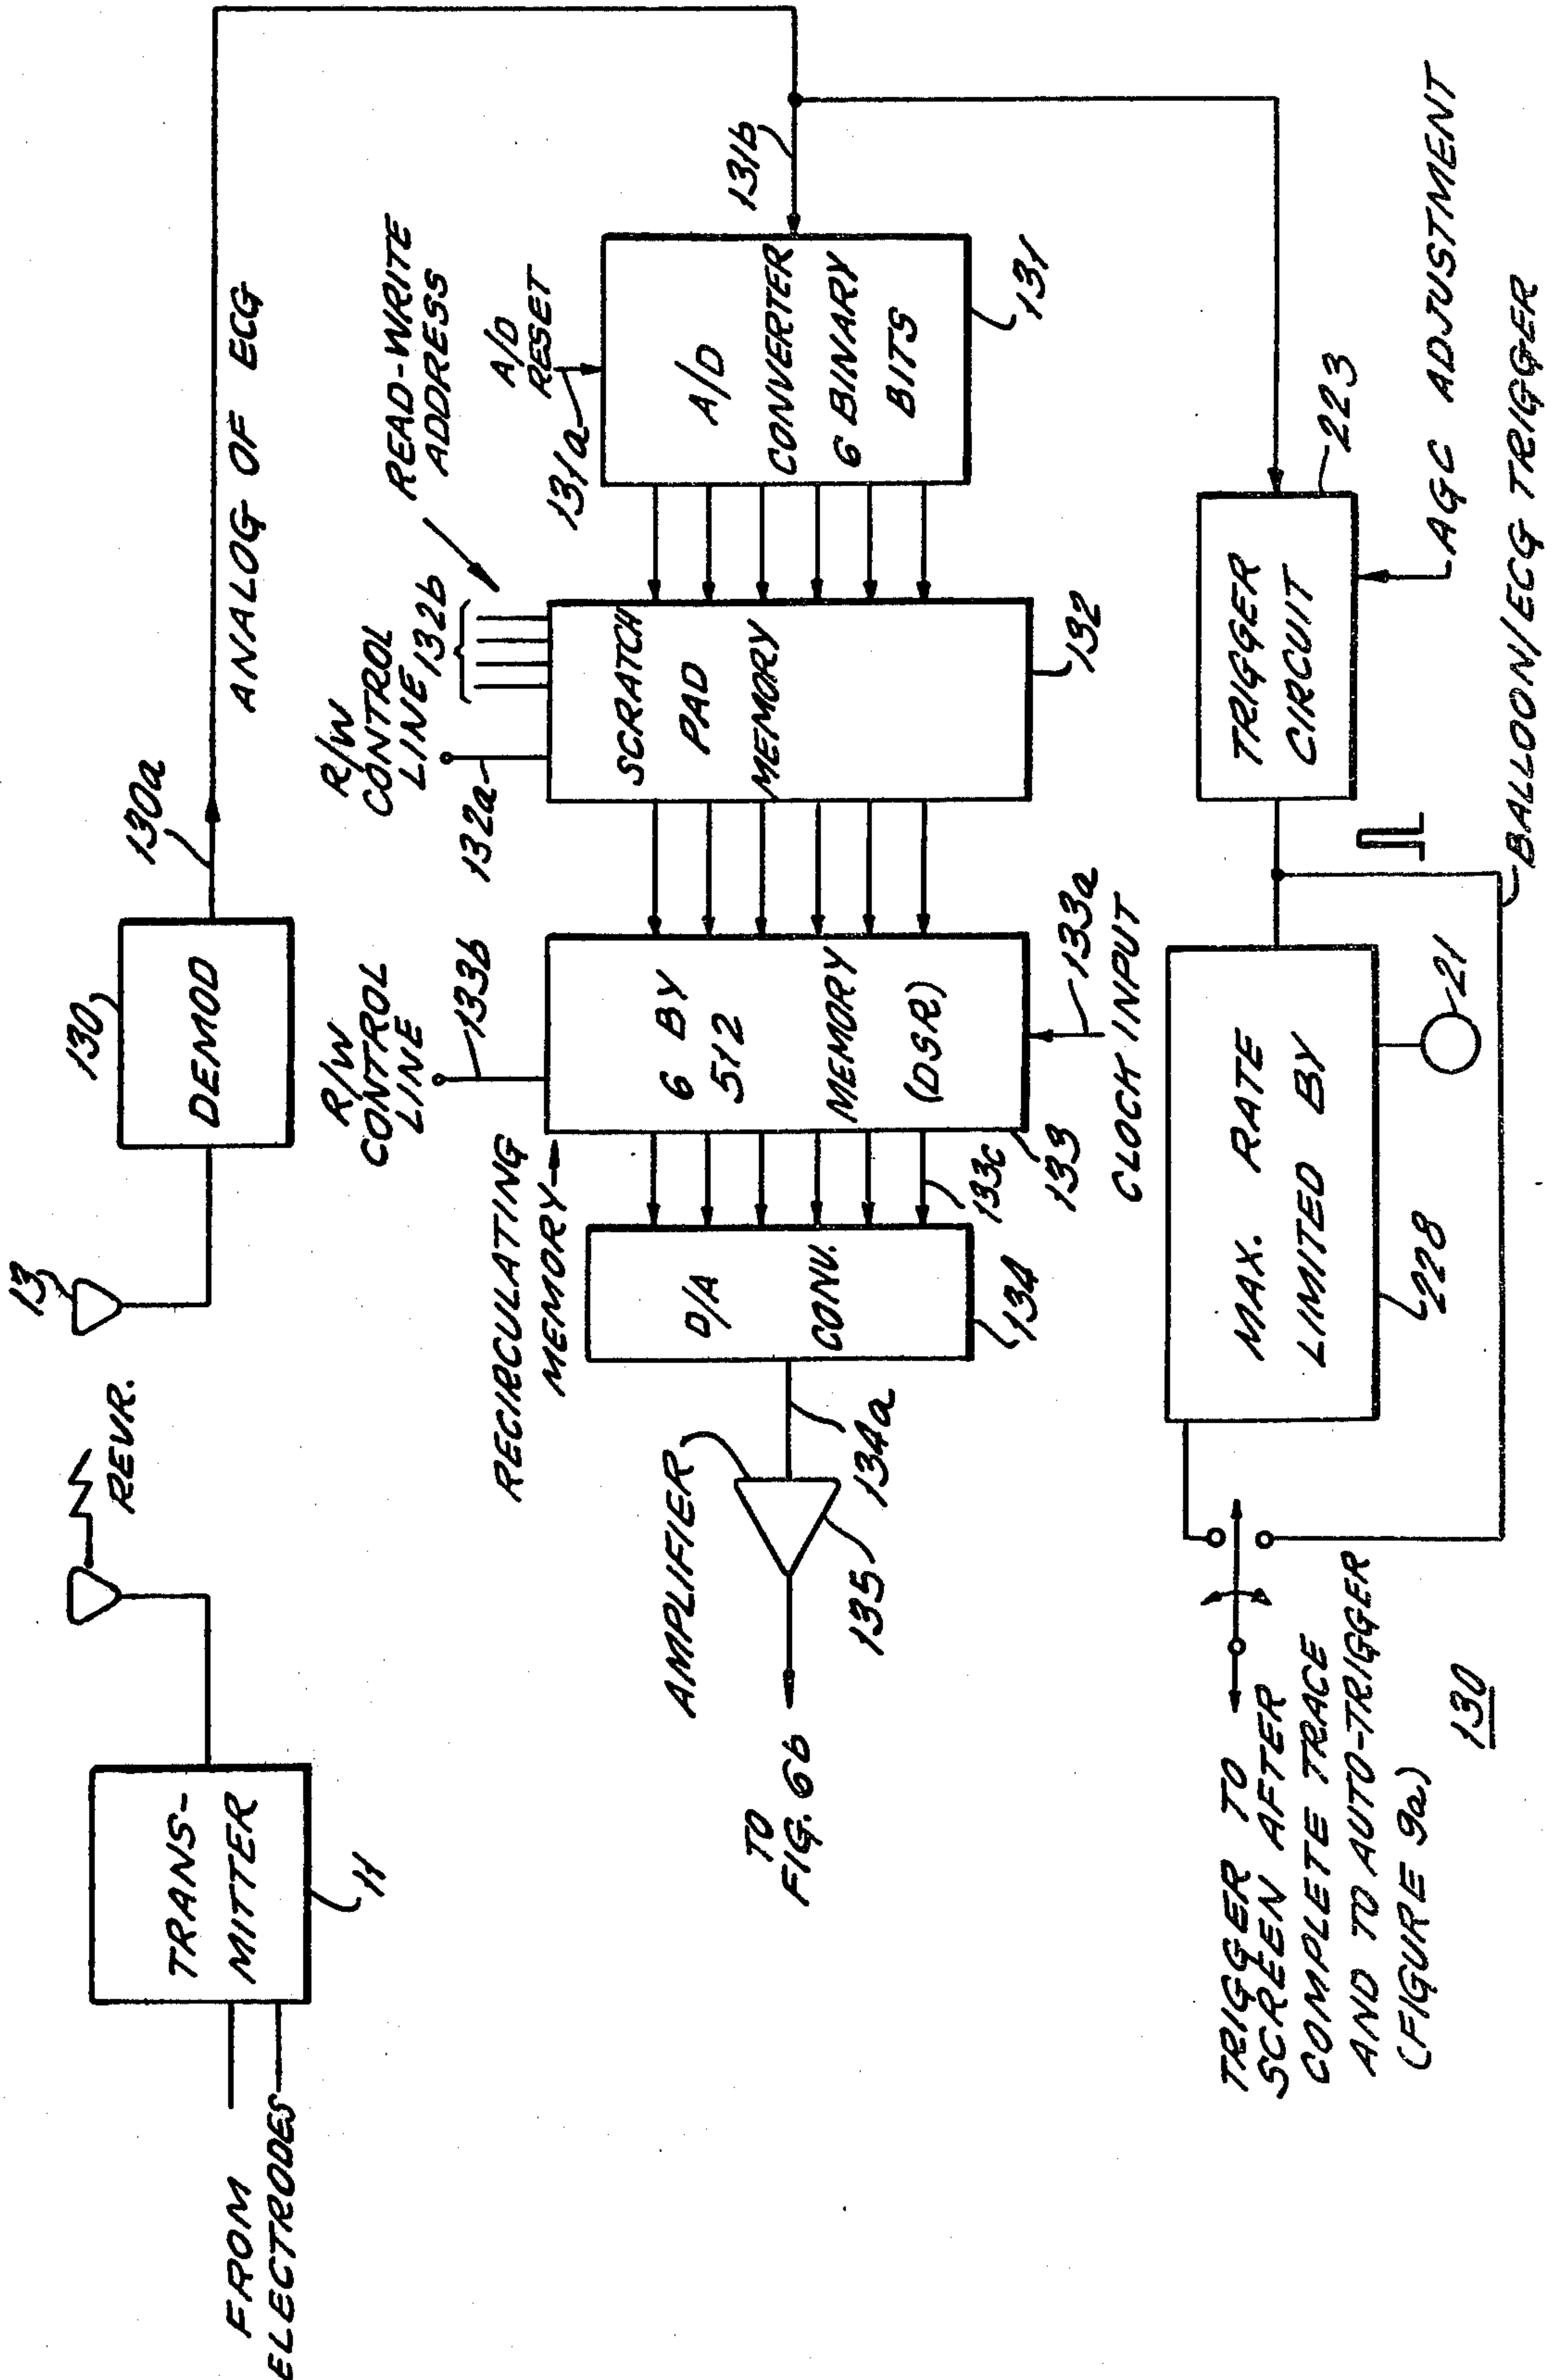 FROM
ELECTRODES
TRANS-
MITTER
11
REVR.
13
130
DEMOD
130a
ANALOG OF ECG
TO
FIG. 6b
AMPLIFIER
135
134a
RECIRCULATING
MEMORY
D/A
CONV.
134
133c
R/W
CONTROL
LINE
133b
6 BY
512
MEMORY
(DSR)
133
133a
CLOCK INPUT
R/W
CONTROL
LINE
132a
132b
READ-WRITE
ADDRESS
SCRATCH
PAD
MEMORY
132
A/D
RESET
131a
A/D
CONVERTER
6 BINARY
BITS
131
131b
TRIGGER TO
SCREEN AFTER
COMPLETE TRACE
AND TO AUTO-TRIGGER
(FIGURE 9a)
MAX. RATE
LIMITED BY
228
21
TRIGGER
CIRCUIT
223
AGC ADJUSTMENT
BALLOON/ECG TRIGGER
130